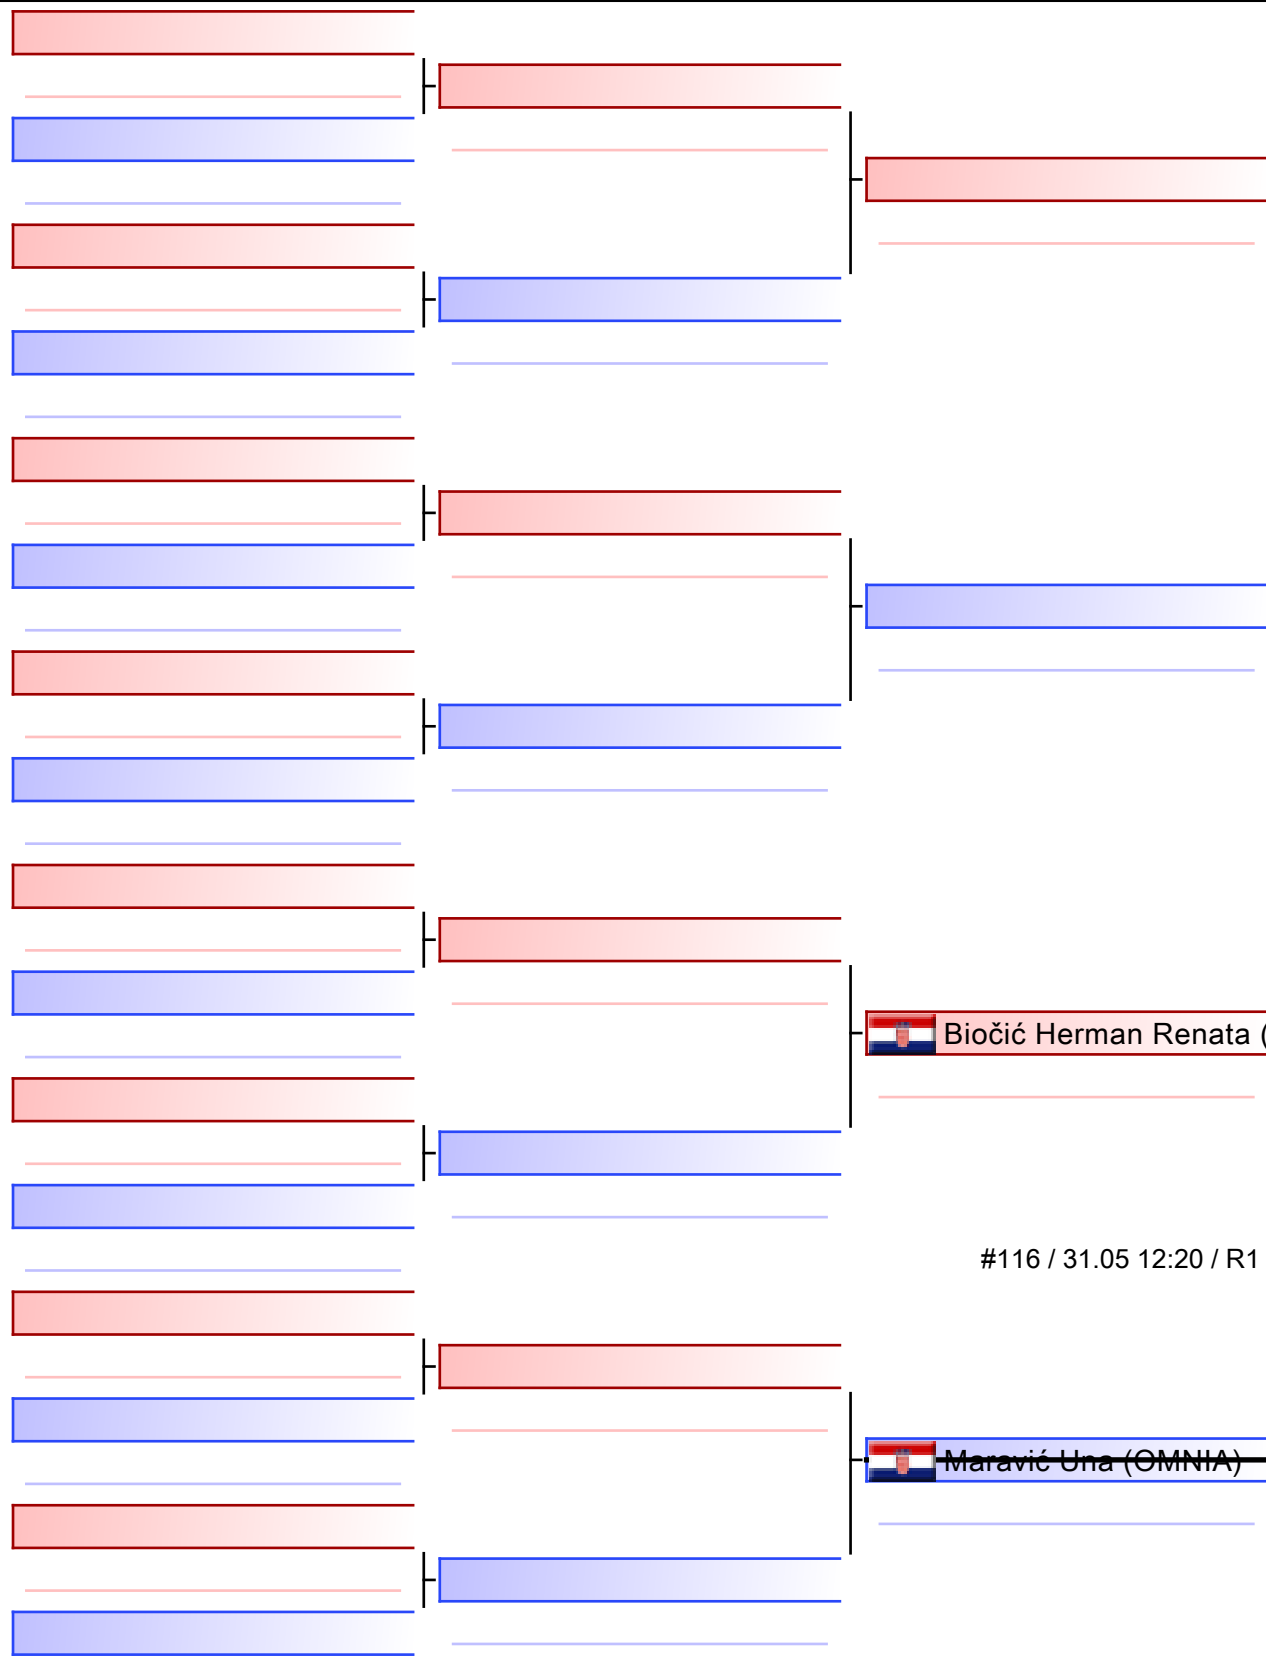 Biočić Herman Renata (
#116 / 31.05 12:20 / R1
Maravić Una (OMNIA)